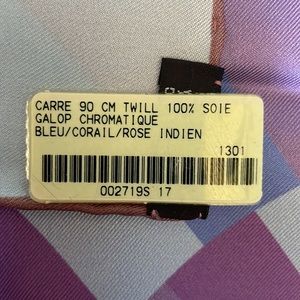 CARRE 90 CM TWILL 100% SOIE
GALOP CHROMATIQUE
BLEU/CORAIL/ROSE INDIEN
1301
002719S 17